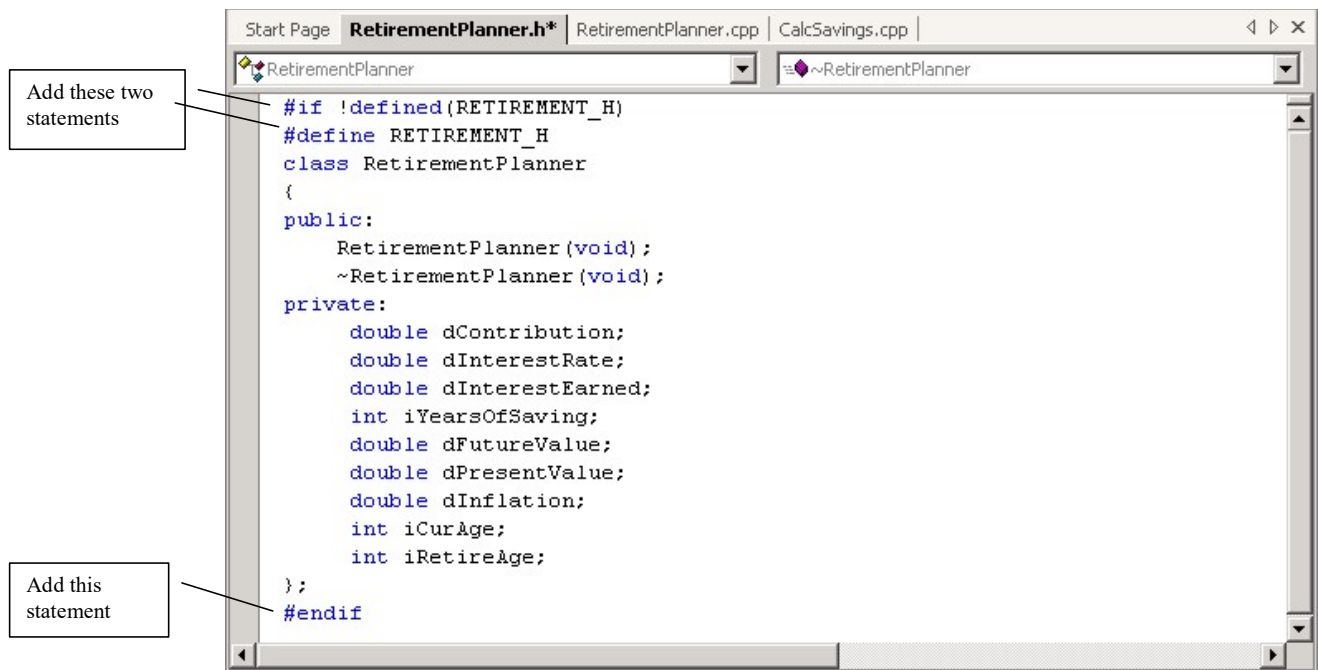 Start Page RetirementPlanner.h* RetirementPlanner.cpp CalcSavings.cpp
RetirementPlanner ~RetirementPlanner
Add these two
statements
#if !defined(RETIREMENT_H)
#define RETIREMENT_H
class RetirementPlanner
{
public:
RetirementPlanner(void);
~RetirementPlanner(void);
private:
double dContribution;
double dInterestRate;
double dInterestEarned;
int iYearsOfSaving;
double dFutureValue;
double dPresentValue;
double dInflation;
int iCurAge;
int iRetireAge;
};
Add this
statement
#endif